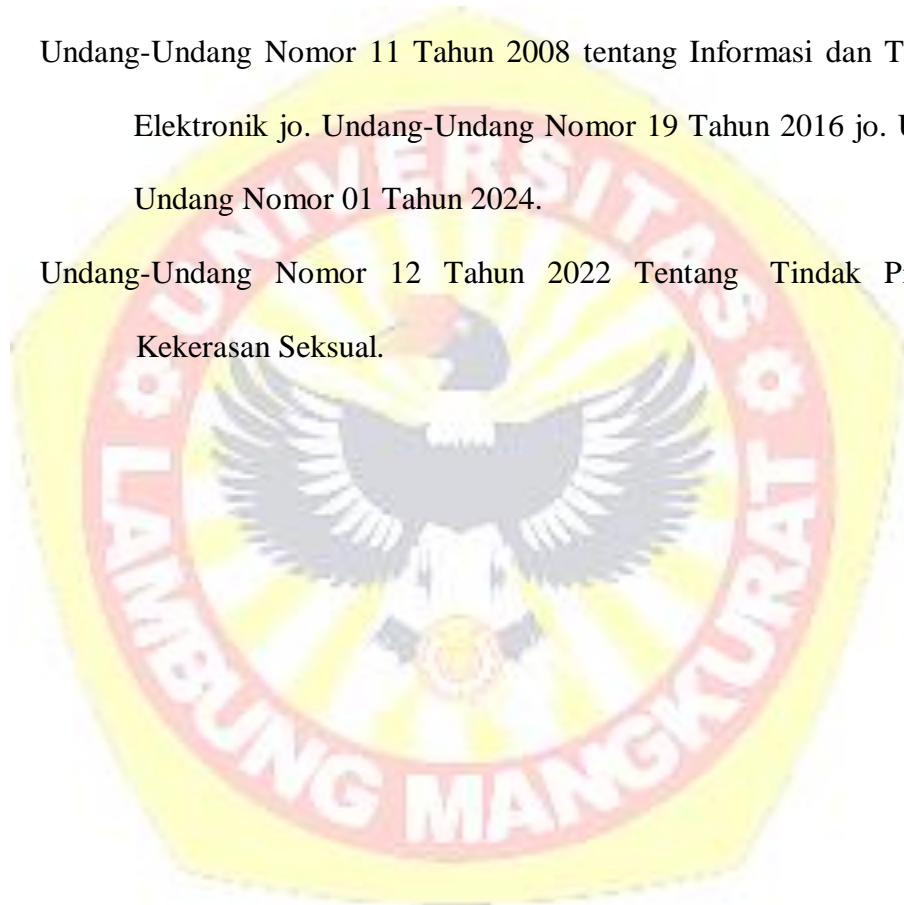 Undang-Undang Nomor 11 Tahun 2008 tentang Informasi dan T
Elektronik jo. Undang-Undang Nomor 19 Tahun 2016 jo. U
Undang Nomor 01 Tahun 2024.
Undang-Undang Nomor 12 Tahun 2022 Tentang Tindak P
Kekerasan Seksual.
UNIVERSITAS
LAMBUNG MANGKURAT